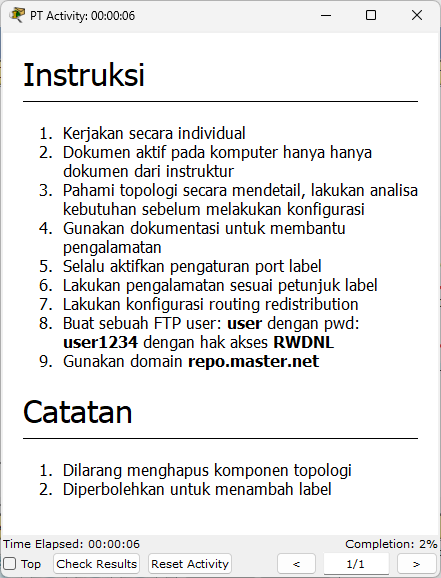 PT Activity: 00:00:06
Instruksi
1. Kerjakan secara individual
2. Dokumen aktif pada komputer hanya hanya
dokumen dari instruktur
3. Pahami topologi secara mendetail, lakukan analisa
kebutuhan sebelum melakukan konfigurasi
4. Gunakan dokumentasi untuk membantu
pengalamatan
5. Selalu aktifkan pengaturan port label
6. Lakukan pengalamatan sesuai petunjuk label
7. Lakukan konfigurasi routing redistribution
8. Buat sebuah FTP user: user dengan pwd:
user1234 dengan hak akses RWDNL
9. Gunakan domain repo.master.net
Catatan
1. Dilarang menghapus komponen topologi
2. Diperbolehkan untuk menambah label
Time Elapsed: 00:00:06 Completion: 2%
Top Check Results Reset Activity < 1/1 >